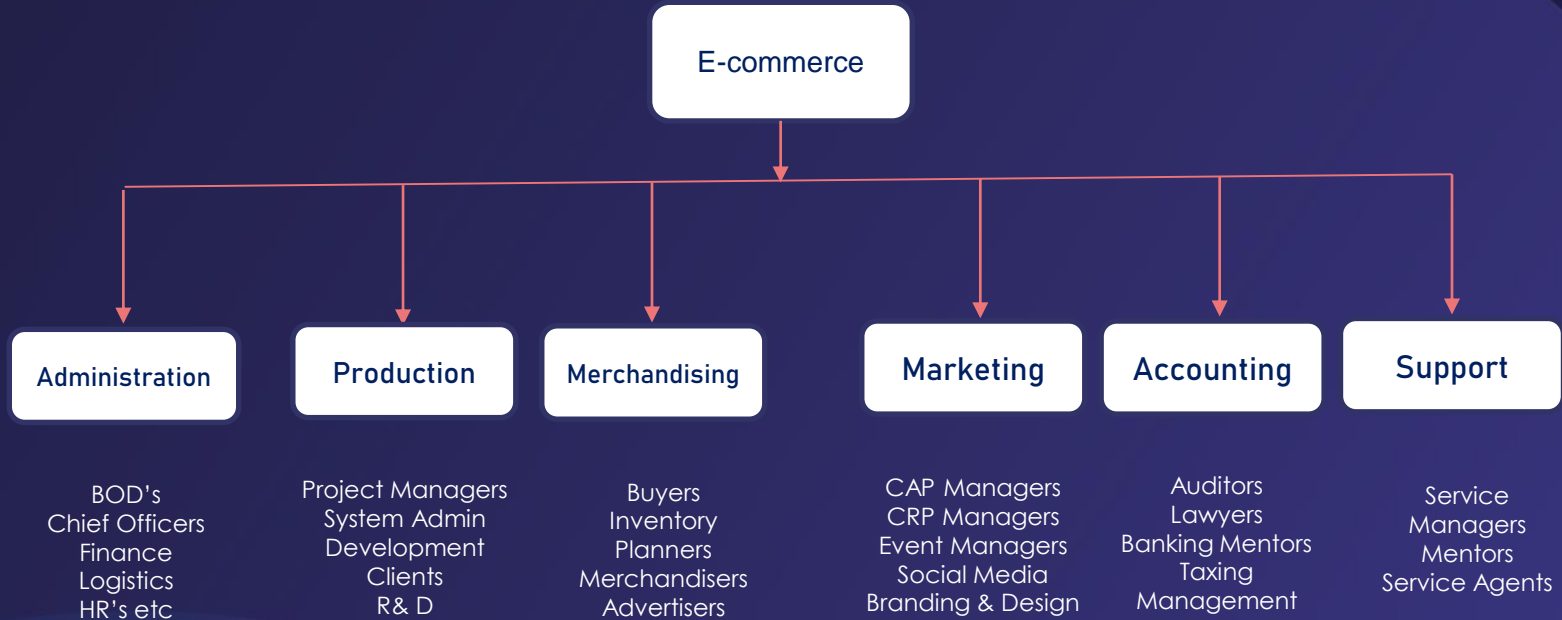 E-commerce
Administration
Production
Merchandising
Marketing
Accounting
Support
BOD's
Chief Officers
Finance
Logistics
HR's etc
Project Managers
System Admin
Development
Clients
R& D
Buyers
Inventory
Planners
Merchandisers
Advertisers
CAP Managers
CRP Managers
Event Managers
Social Media
Branding & Design
Auditors
Lawyers
Banking Mentors
Taxing
Management
Service
Managers
Mentors
Service Agents